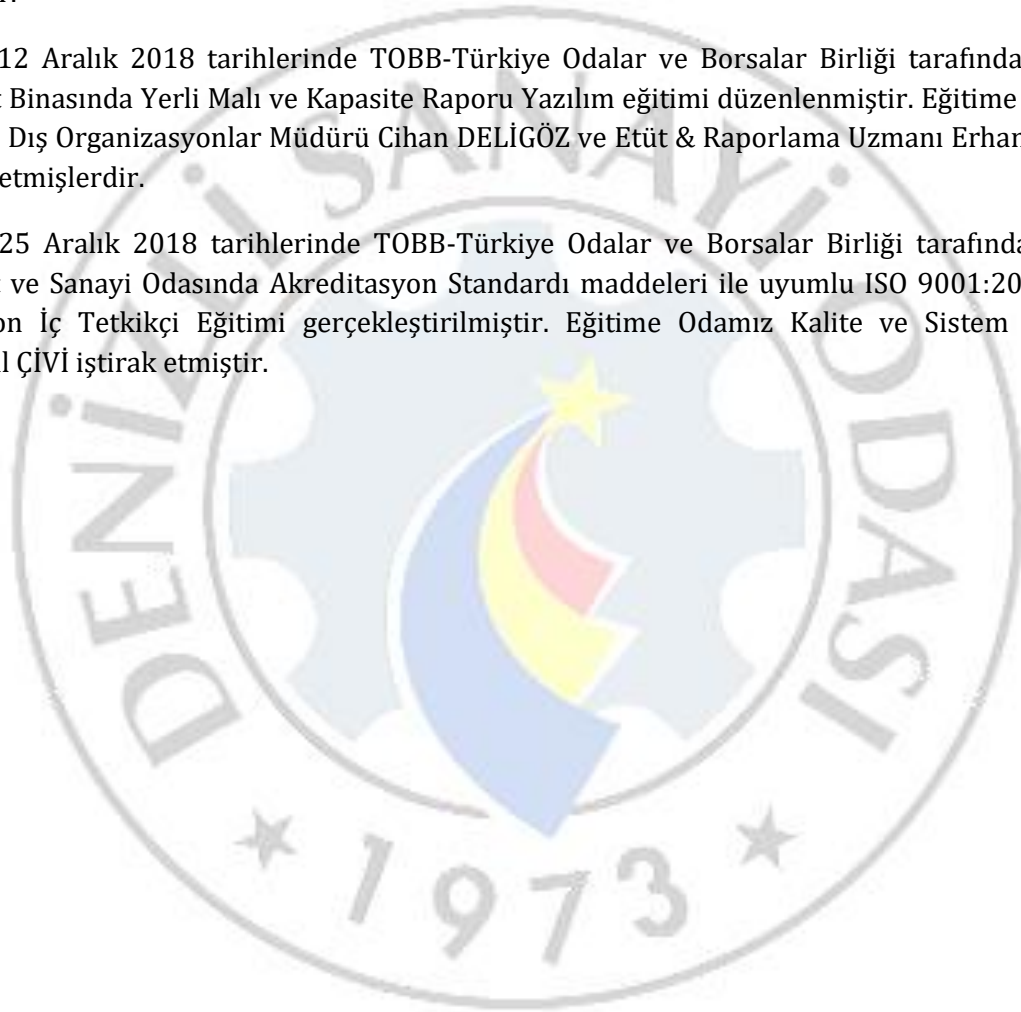 12 Aralık 2018 tarihlerinde TOBB-Türkiye Odalar ve Borsalar Birliği tarafında
Binasında Yerli Malı ve Kapasite Raporu Yazılım eğitimi düzenlenmiştir. Eğitime
Dış Organizasyonlar Müdürü Cihan DELİGÖZ ve Etüt & Raporlama Uzmanı Erhan
etmişlerdir.
25 Aralık 2018 tarihlerinde TOBB-Türkiye Odalar ve Borsalar Birliği tarafında
ve Sanayi Odasında Akreditasyon Standardı maddeleri ile uyumlu ISO 9001:20
on İç Tetkikçi Eğitimi gerçekleştirilmiştir. Eğitime Odamız Kalite ve Sistem
l ÇİVİ iştirak etmiştir.
DENİZLİ SANAYİ ODASI
1973